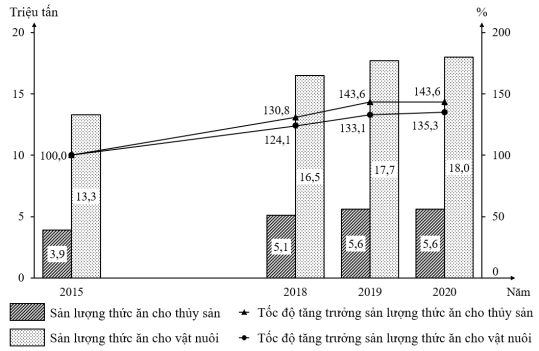 Triệu tấn %
20 200
15 150
143,6 143,6
130,8
133,1 135,3
124,1
10 100,0 100
16,5 17,7 18,0
13,3
5 50
3,9 5,1 5,6 5,6
0 0
2015 2018 2019 2020 Năm
Sản lượng thức ăn cho thủy sản Tốc độ tăng trưởng sản lượng thức ăn cho thủy sản
Sản lượng thức ăn cho vật nuôi Tốc độ tăng trưởng sản lượng thức ăn cho vật nuôi